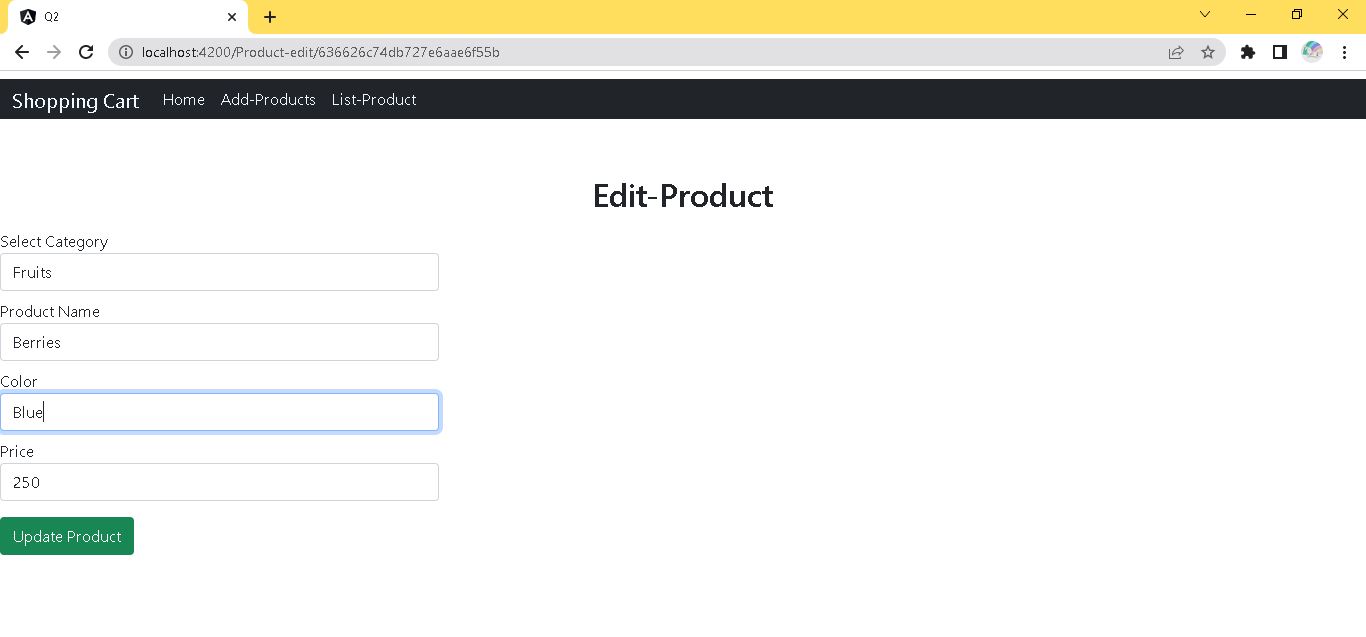 Q2
localhost:4200/Product-edit/636626c74db727e6aae6f55b
Shopping Cart Home Add-Products List-Product
Edit-Product
Select Category
Fruits
Product Name
Berries
Color
Blue
Price
250
Update Product